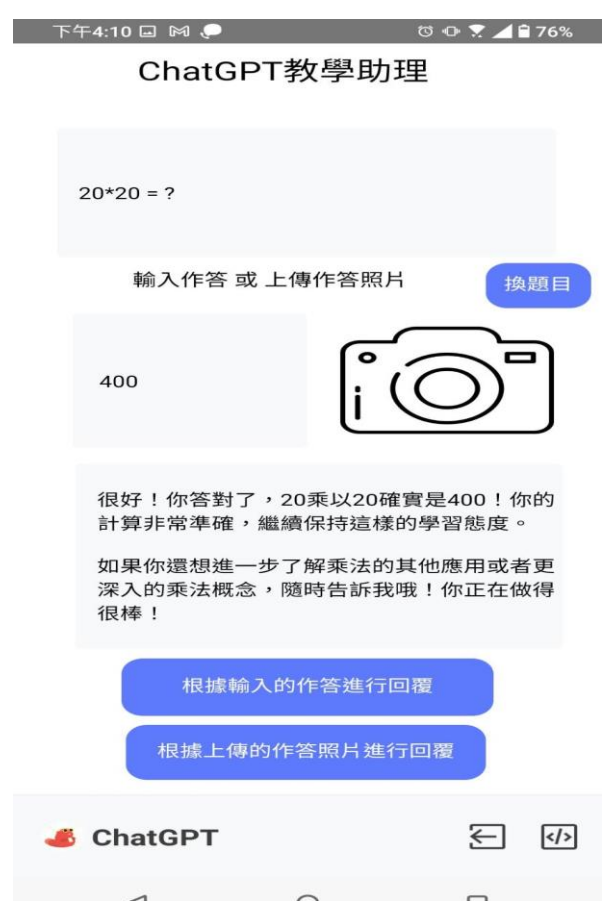 下午4:10 76%
ChatGPT教學助理
20*20 = ?
輸入作答 或 上傳作答照片
換題目
400
很好！你答對了，20乘以20確實是400！你的
計算非常準確，繼續保持這樣的學習態度。
如果你還想進一步了解乘法的其他應用或者更
深入的乘法概念，隨時告訴我哦！你正在做得
很棒！
根據輸入的作答進行回覆
根據上傳的作答照片進行回覆
ChatGPT